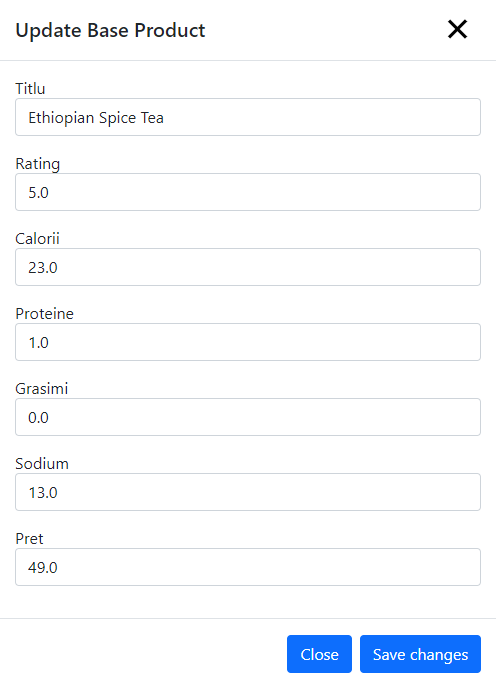 Update Base Product
Titlu
Ethiopian Spice Tea
Rating
5.0
Calorii
23.0
Proteine
1.0
Grasimi
0.0
Sodium
13.0
Pret
49.0
Close Save changes